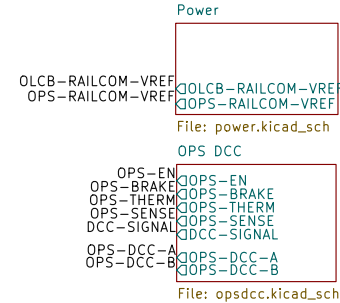 Power
OLCB-RAILCOM-VREF OLCB-RAILCOM-VREF
OPS-RAILCOM-VREF OPS-RAILCOM-VREF
File: power.kicad_sch
OPS DCC
OPS-EN OPS-EN
OPS-BRAKE OPS-BRAKE
OPS-THERM OPS-THERM
OPS-SENSE OPS-SENSE
DCC-SIGNAL DCC-SIGNAL
OPS-DCC-A OPS-DCC-A
OPS-DCC-B OPS-DCC-B
File: opsdcc.kicad_sch